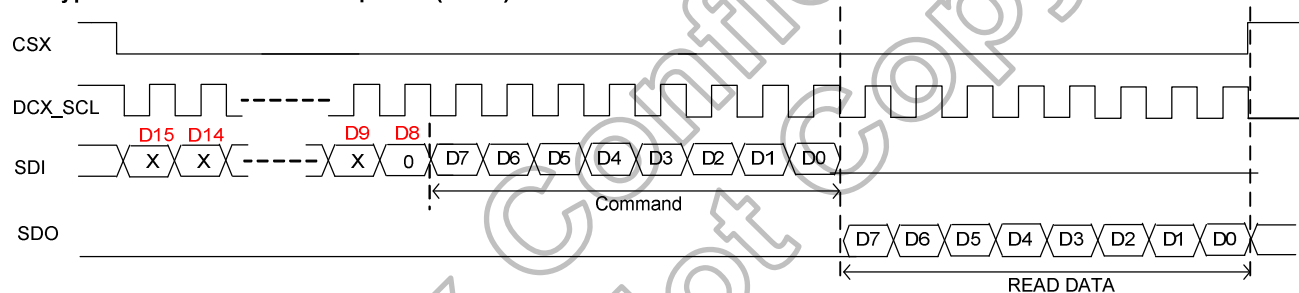 CSX
DCX_SCL
D15 D14 D9 D8
SDI X X X 0 D7 D6 D5 D4 D3 D2 D1 D0
Command
SDO D7 D6 D5 D4 D3 D2 D1 D0
READ DATA